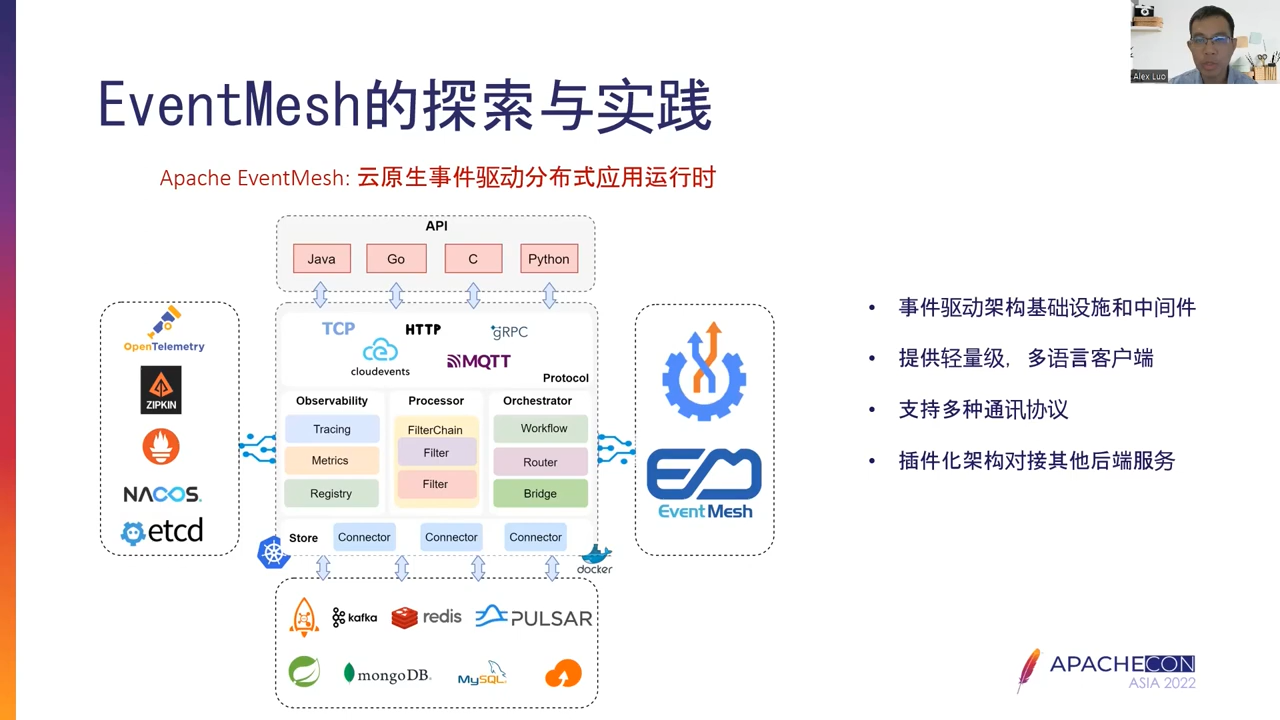 Alex Luo
EventMesh的探索与实践
Apache EventMesh: 云原生事件驱动分布式应用运行时
API
Java
Go
C
Python
TCP
HTTP
gRPC
cloudevents
MQTT
Protocol
Observability
Processor
Orchestrator
Tracing
Metrics
Registry
FilterChain
Filter
Filter
Workflow
Router
Bridge
Store
Connector
Connector
Connector
OpenTelemetry
ZIPKIN
NACOS.
etcd
EventMesh
docker
kafka
redis
PULSAR
mongoDB.
MySQL
• 事件驱动架构基础设施和中间件
• 提供轻量级，多语言客户端
• 支持多种通讯协议
• 插件化架构对接其他后端服务
APACHECON
ASIA 2022